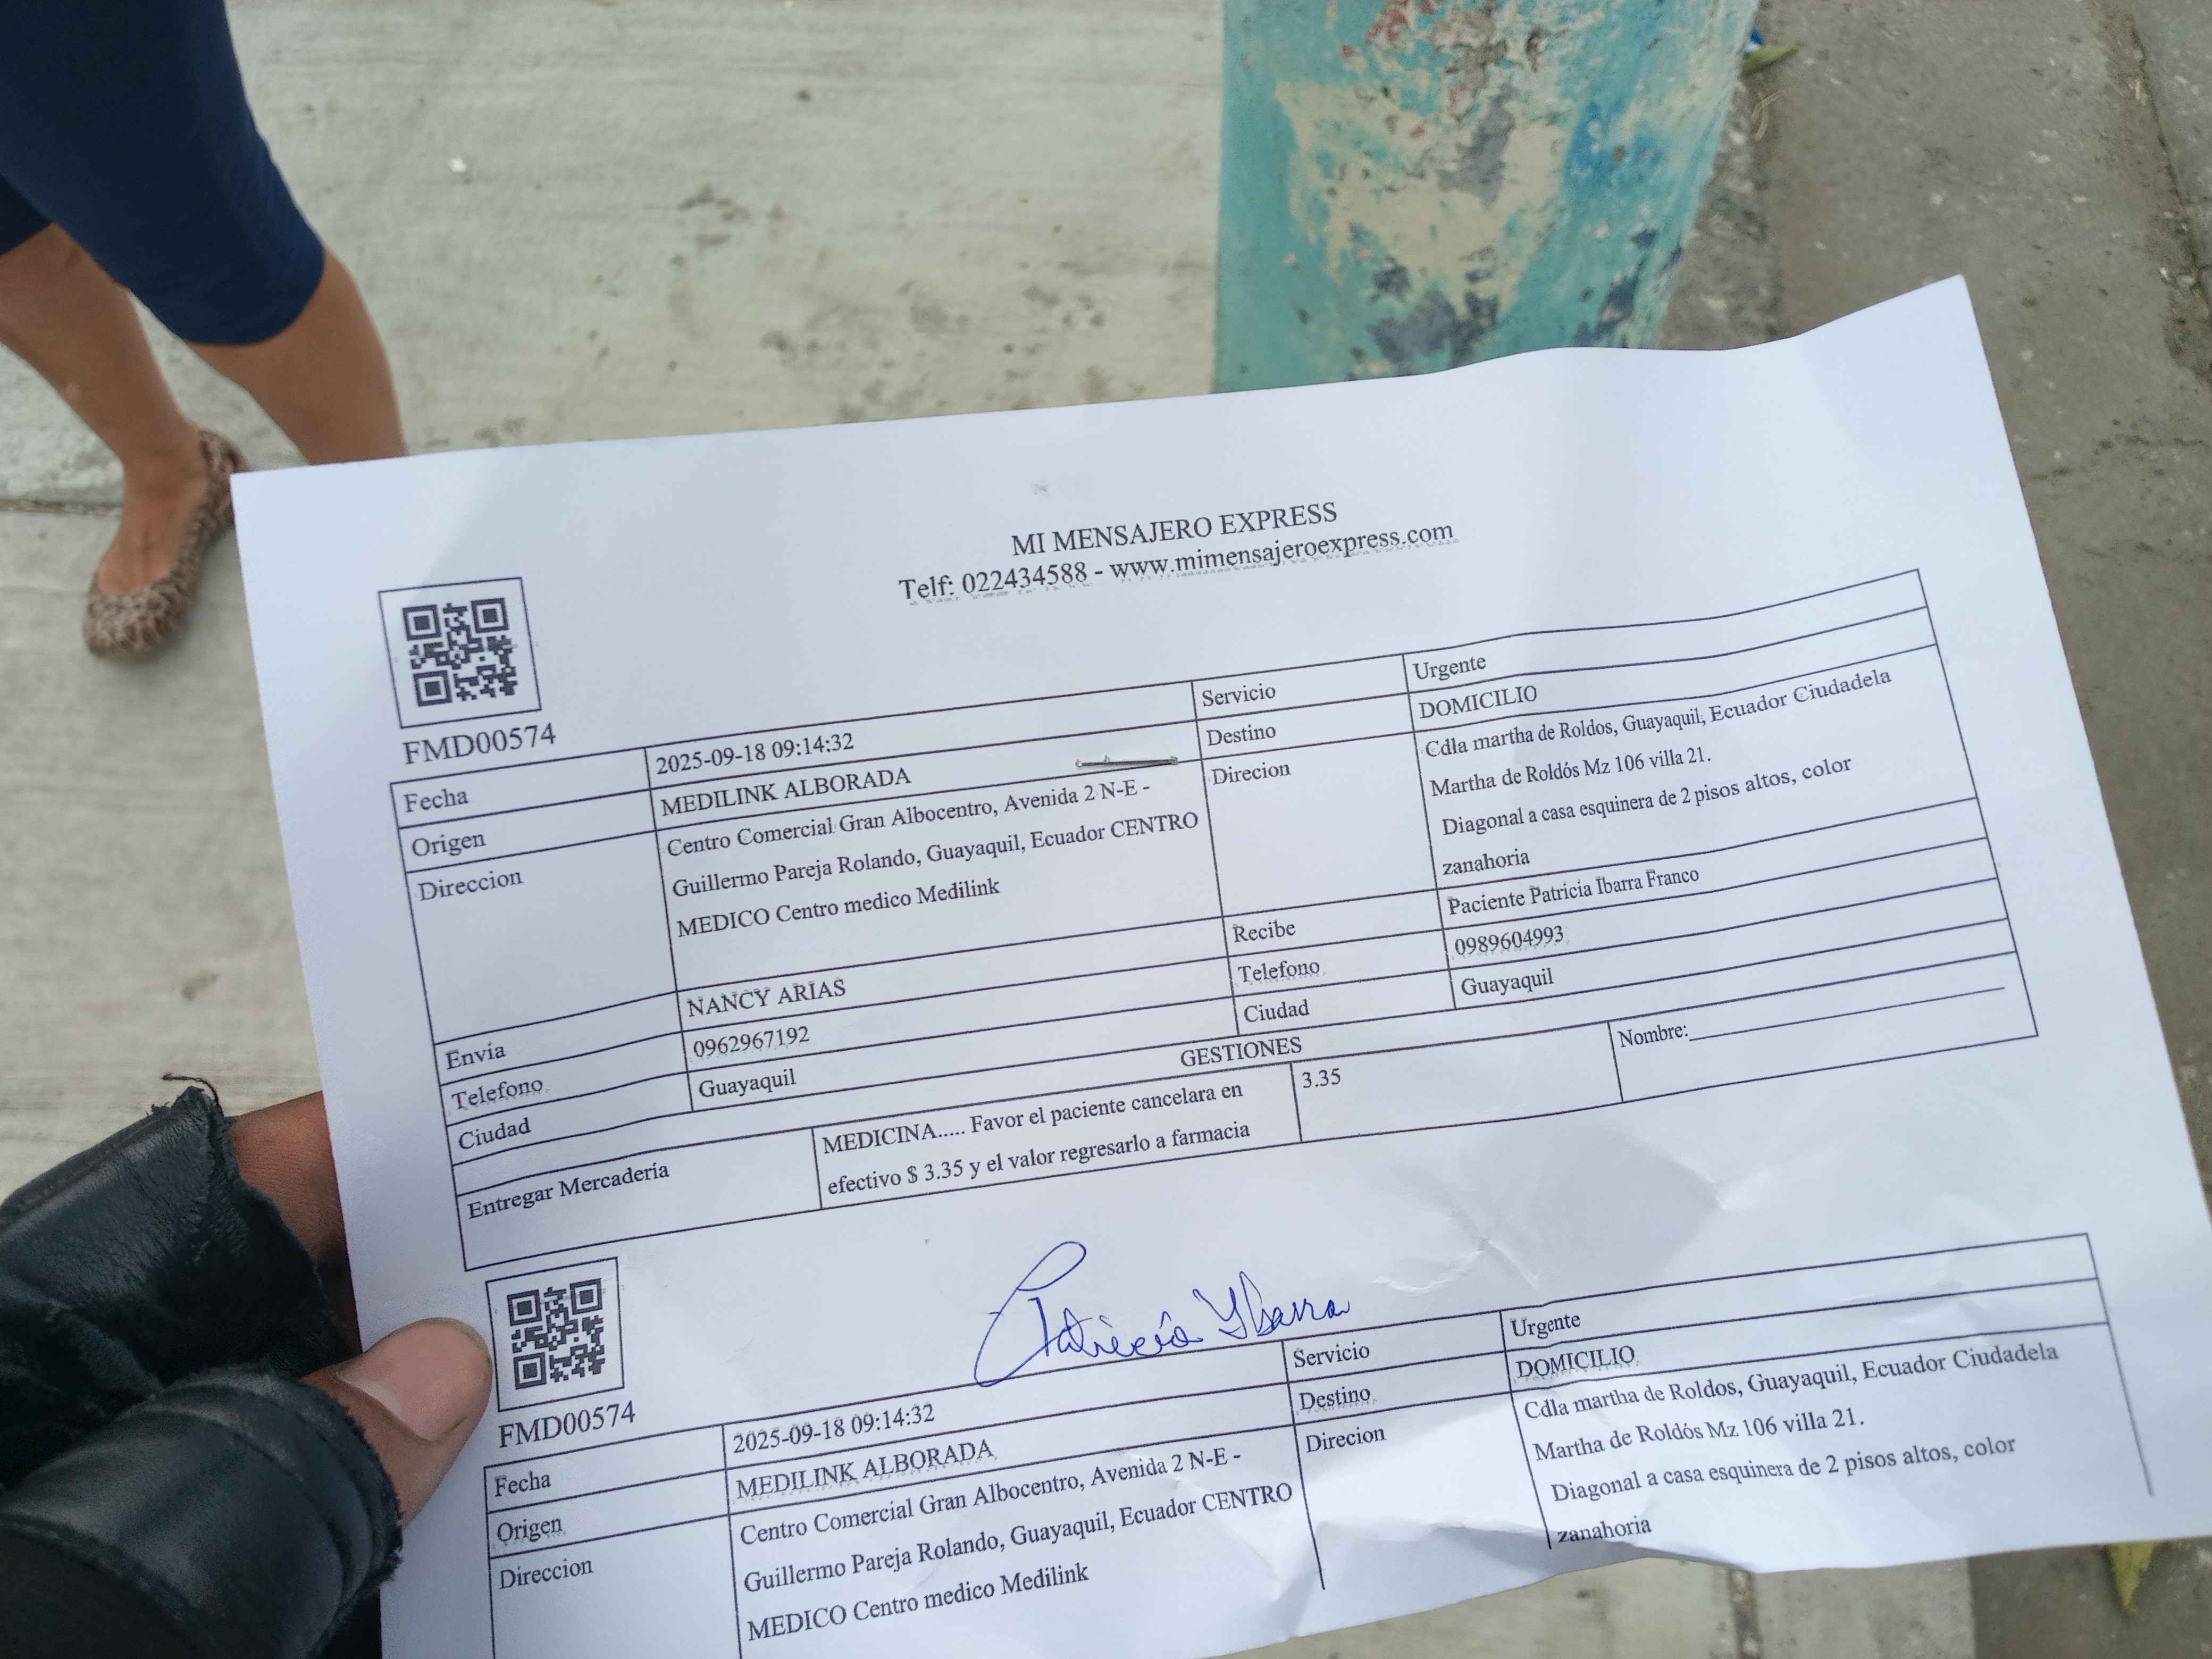 MI MENSAJERO EXPRESS
Telf: 022434588 - www.mimensajeroexpress.com
FMD00574
Fecha
2025-09-18 09:14:32
Servicio
Urgente
Origen
MEDILINK ALBORADA
Destino
DOMICILIO
Direccion
Centro Comercial Gran Albocentro, Avenida 2 N-E -
Guillermo Pareja Rolando, Guayaquil, Ecuador CENTRO
MEDICO Centro medico Medilink
Direcion
Cdla martha de Roldos, Guayaquil, Ecuador Ciudadela
Martha de Roldós Mz 106 villa 21.
Diagonal a casa esquinera de 2 pisos altos, color
zanahoria
Envia
NANCY ARIAS
Recibe
Paciente Patricia Ibarra Franco
Telefono
0962967192
Telefono
0989604993
Ciudad
Guayaquil
Ciudad
Guayaquil
GESTIONES
Entregar Mercadería
MEDICINA..... Favor el paciente cancelara en
efectivo $ 3.35 y el valor regresarlo a farmacia
3.35
Nombre:
Patricia Ybarra
FMD00574
Fecha
2025-09-18 09:14:32
Servicio
Urgente
Origen
MEDILINK ALBORADA
Destino
DOMICILIO
Direccion
Centro Comercial Gran Albocentro, Avenida 2 N-E -
Guillermo Pareja Rolando, Guayaquil, Ecuador CENTRO
MEDICO Centro medico Medilink
Direcion
Cdla martha de Roldos, Guayaquil, Ecuador Ciudadela
Martha de Roldós Mz 106 villa 21.
Diagonal a casa esquinera de 2 pisos altos, color
zanahoria